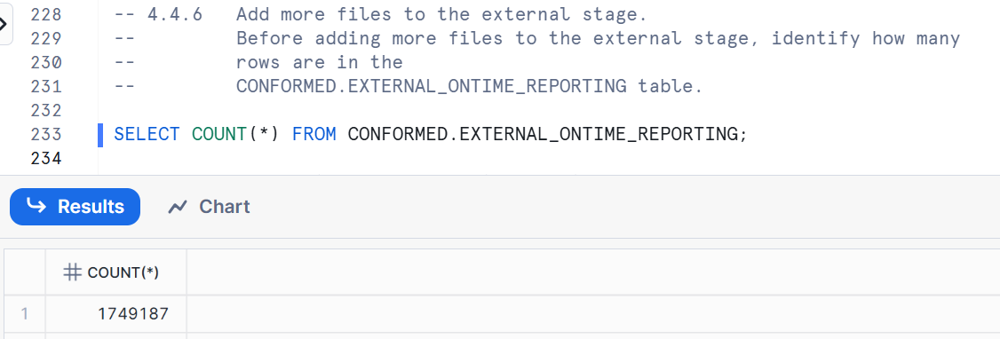 228 -- 4.4.6 Add more files to the external stage.
229 -- Before adding more files to the external stage, identify how many
230 -- rows are in the
231 -- CONFORMED.EXTERNAL_ONTIME_REPORTING table.
232
233 SELECT COUNT(*) FROM CONFORMED.EXTERNAL_ONTIME_REPORTING;
234
Results Chart
COUNT(*)
1 1749187